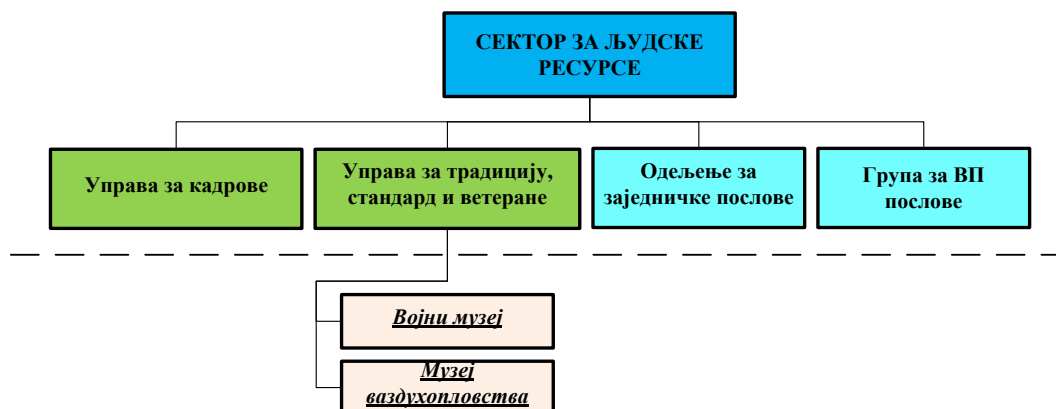 СЕКТОР ЗА ЉУДСКЕ
РЕСУРСЕ
Управа за кадрове
Управа за традицију,
стандард и ветеране
Одељење за
заједничке послове
Група за ВП
послове
Војни музеј
Музеј
ваздухопловства